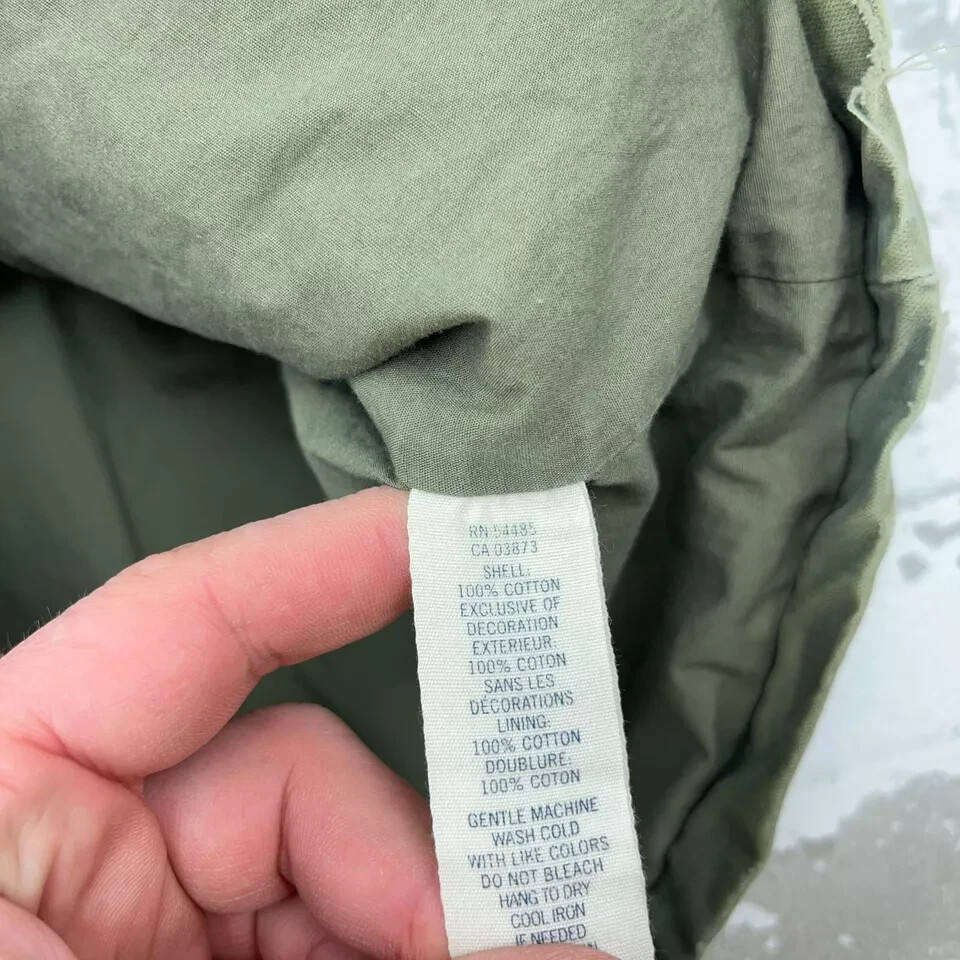 RN 54485
CA 03873
SHELL:
100% COTTON
EXCLUSIVE OF
DECORATION
EXTERIEUR:
100% COTON
SANS LES
DÉCORATIONS
LINING:
100% COTTON
DOUBLURE:
100% COTON
GENTLE MACHINE
WASH COLD
WITH LIKE COLORS
DO NOT BLEACH
HANG TO DRY
COOL IRON
IF NEEDED